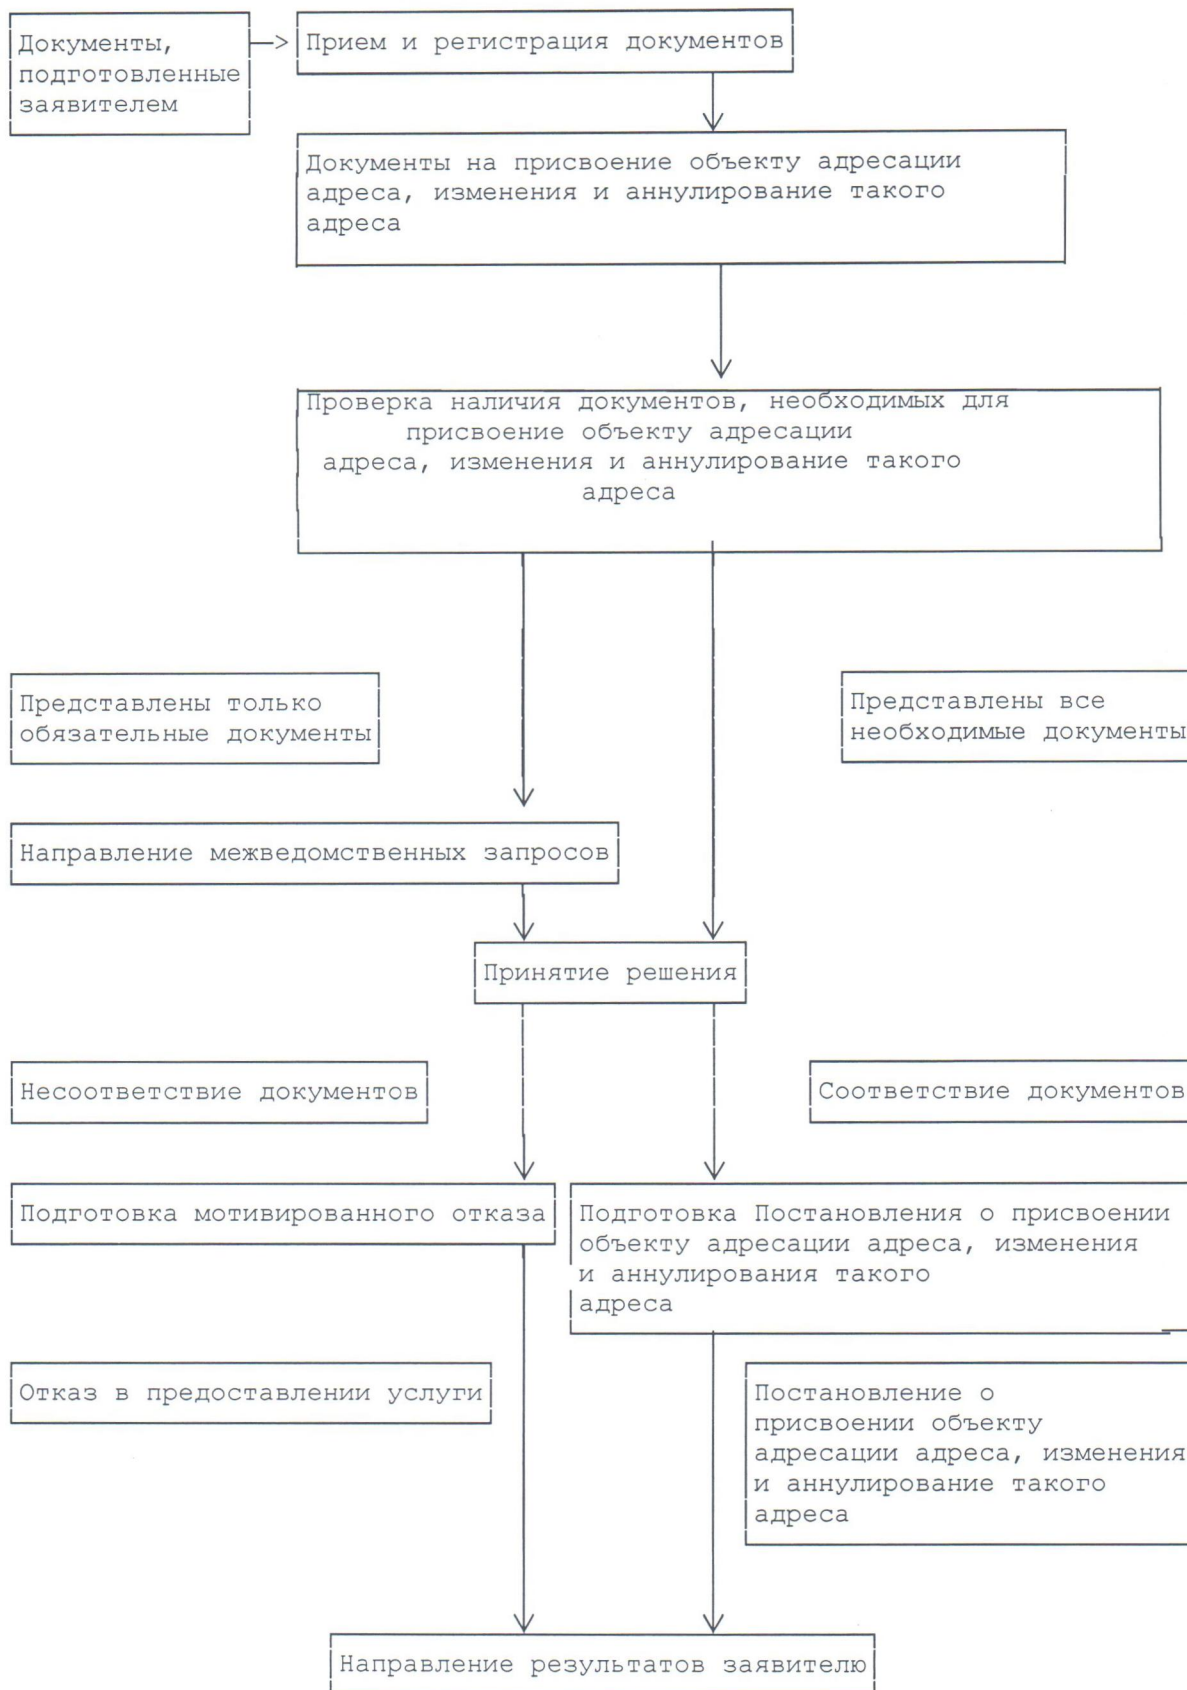 Документы,
подготовленные
заявителем
—> Прием и регистрация документов
Документы на присвоение объекту адресации
адреса, изменения и аннулирование такого
адреса
Проверка наличия документов, необходимых для
присвоение объекту адресации
адреса, изменения и аннулирование такого
адреса
Представлены только
обязательные документы
Представлены все
необходимые документы
Направление межведомственных запросов
Принятие решения
Несоответствие документов
Соответствие документов
Подготовка мотивированного отказа
Подготовка Постановления о присвоении
объекту адресации адреса, изменения
и аннулирования такого
адреса
Отказ в предоставлении услуги
Постановление о
присвоении объекту
адресации адреса, изменения
и аннулирование такого
адреса
Направление результатов заявителю